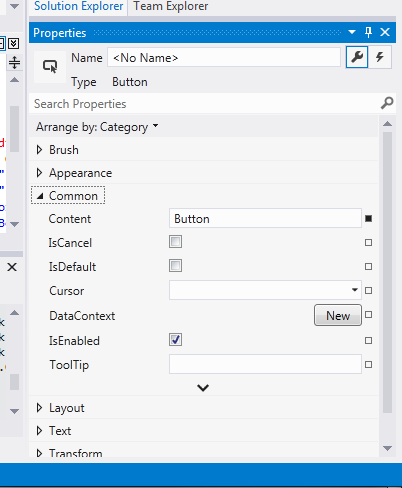 Solution Explorer Team Explorer
Properties
Name <No Name>
Type Button
Search Properties
Arrange by: Category
Brush
Appearance
Common
Content Button
IsCancel
IsDefault
Cursor
DataContext New
IsEnabled
ToolTip
Layout
Text
Transform